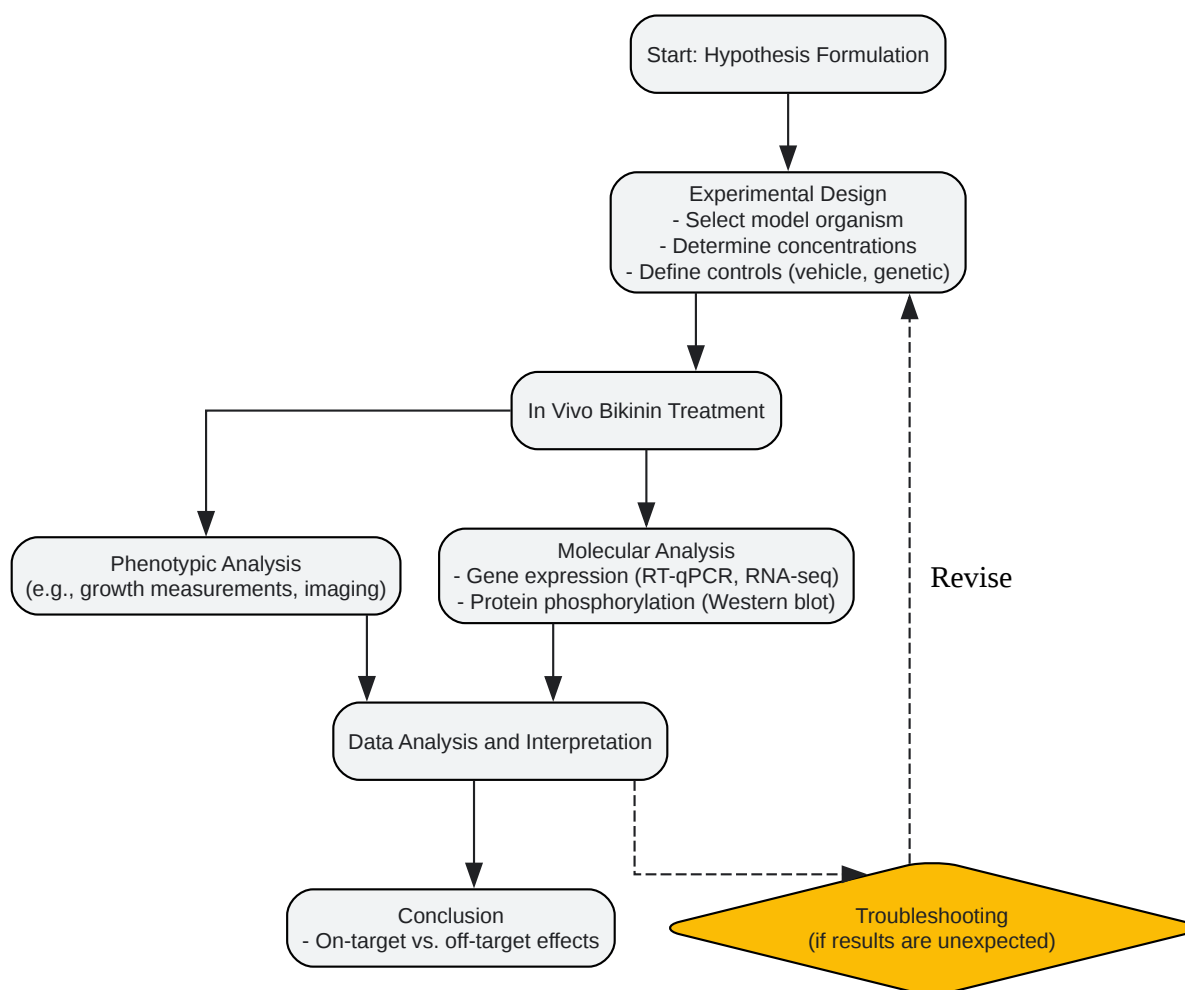 Start: Hypothesis Formulation
Experimental Design
- Select model organism
- Determine concentrations
- Define controls (vehicle, genetic)
In Vivo Bikinin Treatment
Phenotypic Analysis
(e.g., growth measurements, imaging)
Molecular Analysis
- Gene expression (RT-qPCR, RNA-seq)
- Protein phosphorylation (Western blot)
Revise
Data Analysis and Interpretation
Conclusion
- On-target vs. off-target effects
Troubleshooting
(if results are unexpected)